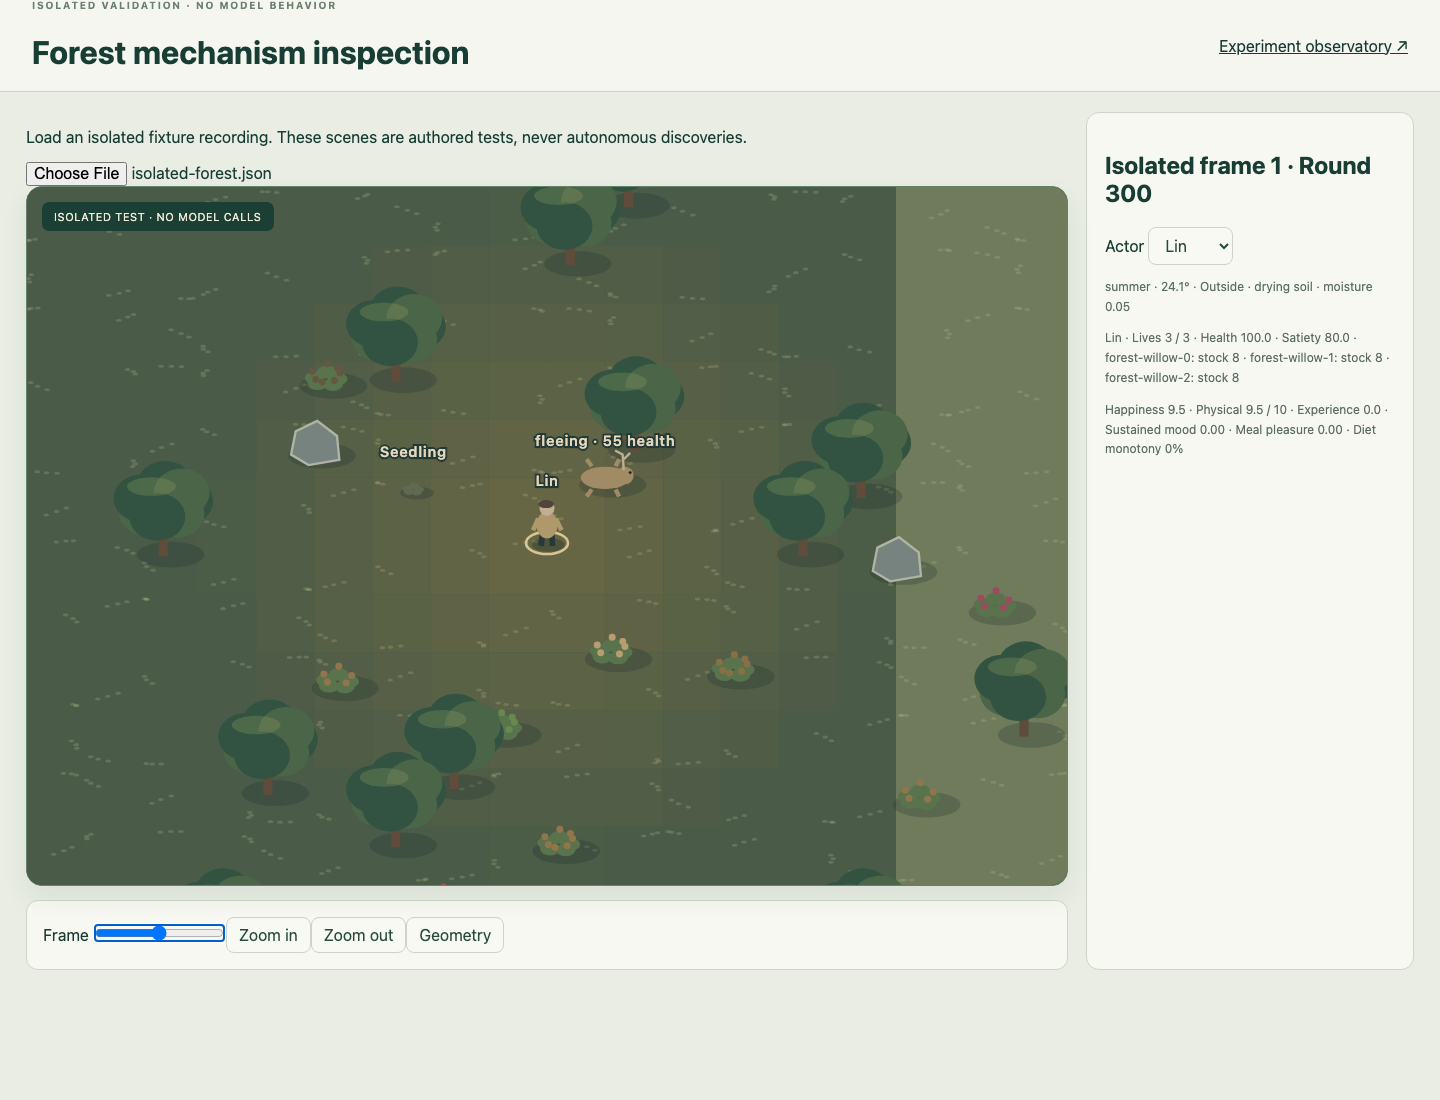 ISOLATED VALIDATION · NO MODEL BEHAVIOR
Forest mechanism inspection
Experiment observatory ↗
Load an isolated fixture recording. These scenes are authored tests, never autonomous discoveries.
Choose File isolated-forest.json
ISOLATED TEST · NO MODEL CALLS
Seedling
fleeing · 55 health
Lin
Frame
Zoom in
Zoom out
Geometry
Isolated frame 1 · Round
300
Actor Lin
summer · 24.1° · Outside · drying soil · moisture
0.05
Lin · Lives 3 / 3 · Health 100.0 · Satiety 80.0 ·
forest-willow-0: stock 8 · forest-willow-1: stock 8 ·
forest-willow-2: stock 8
Happiness 9.5 · Physical 9.5 / 10 · Experience 0.0 ·
Sustained mood 0.00 · Meal pleasure 0.00 · Diet
monotony 0%